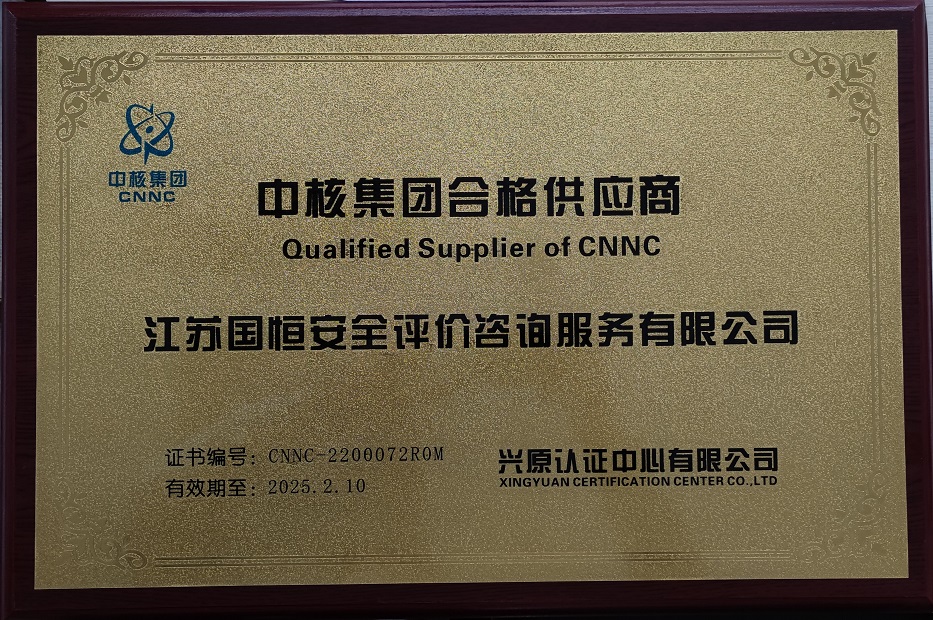 中核集团
CNNC
中核集团合格供应商
Qualified Supplier of CNNC
江苏国恒安全评价咨询服务有限公司
证书编号：CNNC-2200072R0M
有效期至：2025.2.10
兴原认证中心有限公司
XINGYUAN CERTIFICATION CENTER CO.,LTD